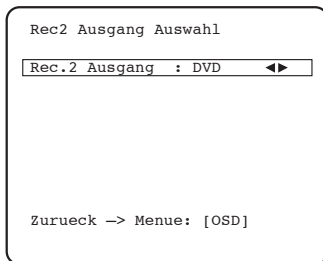 Rec2 Ausgang Auswahl
Rec.2 Ausgang : DVD ◄►
Zurueck —> Menue: [OSD]